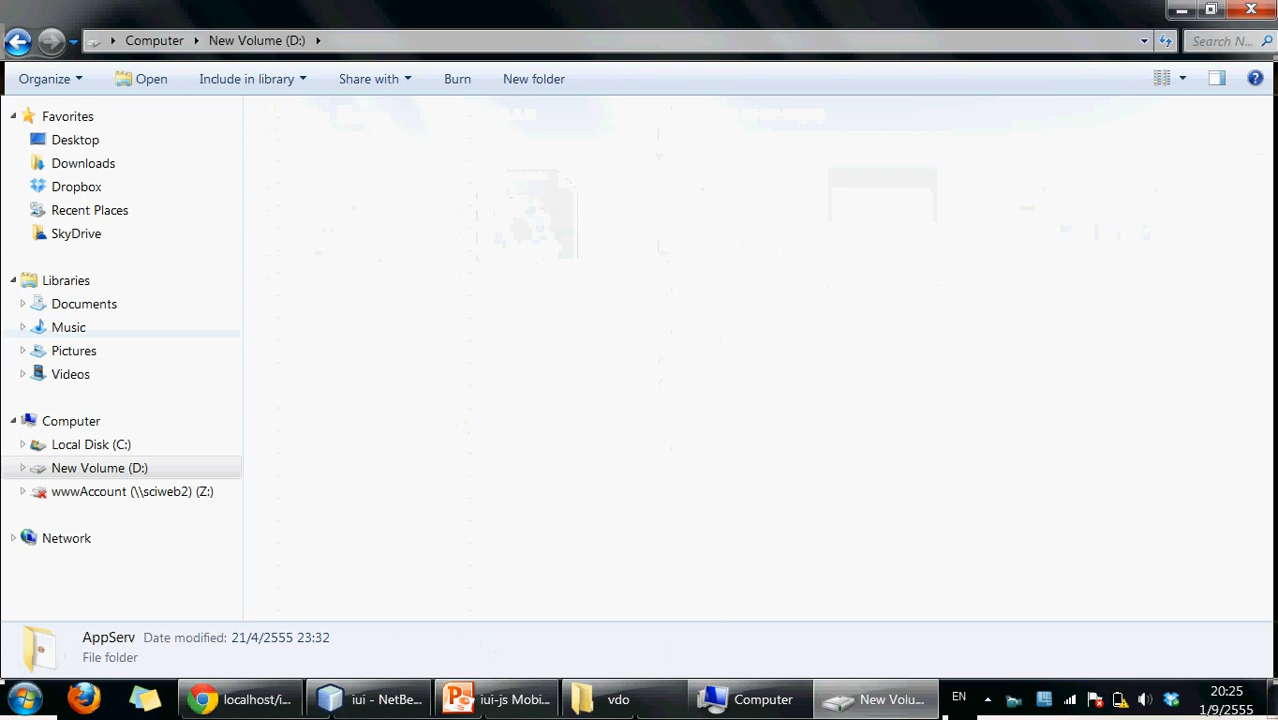 Computer
New Volume (D:)
Search N...
Organize
Open
Include in library
Share with
Burn
New folder
Favorites
Desktop
Downloads
Dropbox
Recent Places
SkyDrive
Libraries
Documents
Music
Pictures
Videos
Computer
Local Disk (C:)
New Volume (D:)
wwwAccount (\\sciweb2) (Z:)
Network
AppServ Date modified: 21/4/2555 23:32
File folder
localhost/i...
iui - NetBe...
iui-js Mobi...
vdo
Computer
New Volu...
EN
20:25
1/9/2555